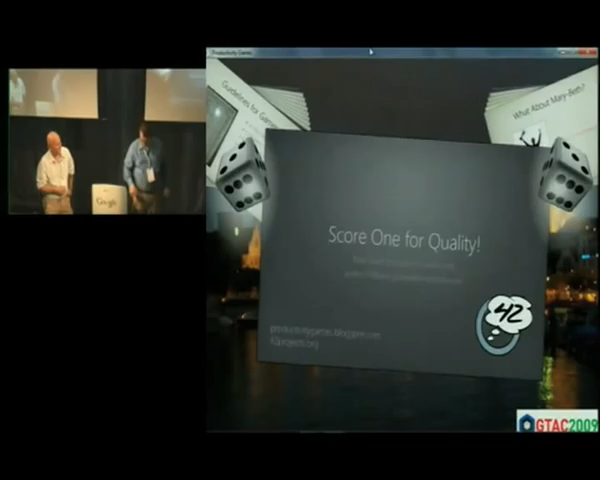 Productivity Games
Guidelines for Games
What About Mary-Beth?
Score One for Quality!
42
productivitygames.blogspot.com
42projects.org
Google
GTAC2009